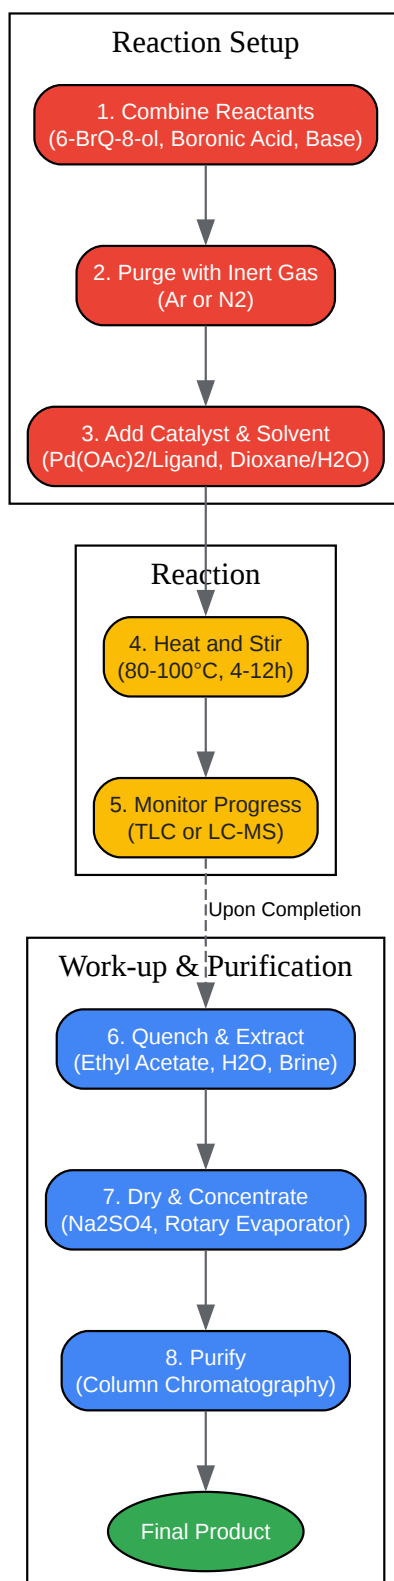 Reaction Setup
1. Combine Reactants
(6-BrQ-8-ol, Boronic Acid, Base)
2. Purge with Inert Gas
(Ar or N2)
3. Add Catalyst & Solvent
(Pd(OAc)2/Ligand, Dioxane/H2O)
Reaction
4. Heat and Stir
(80-100°C, 4-12h)
5. Monitor Progress
(TLC or LC-MS)
Upon Completion
Work-up & Purification
6. Quench & Extract
(Ethyl Acetate, H2O, Brine)
7. Dry & Concentrate
(Na2SO4, Rotary Evaporator)
8. Purify
(Column Chromatography)
Final Product